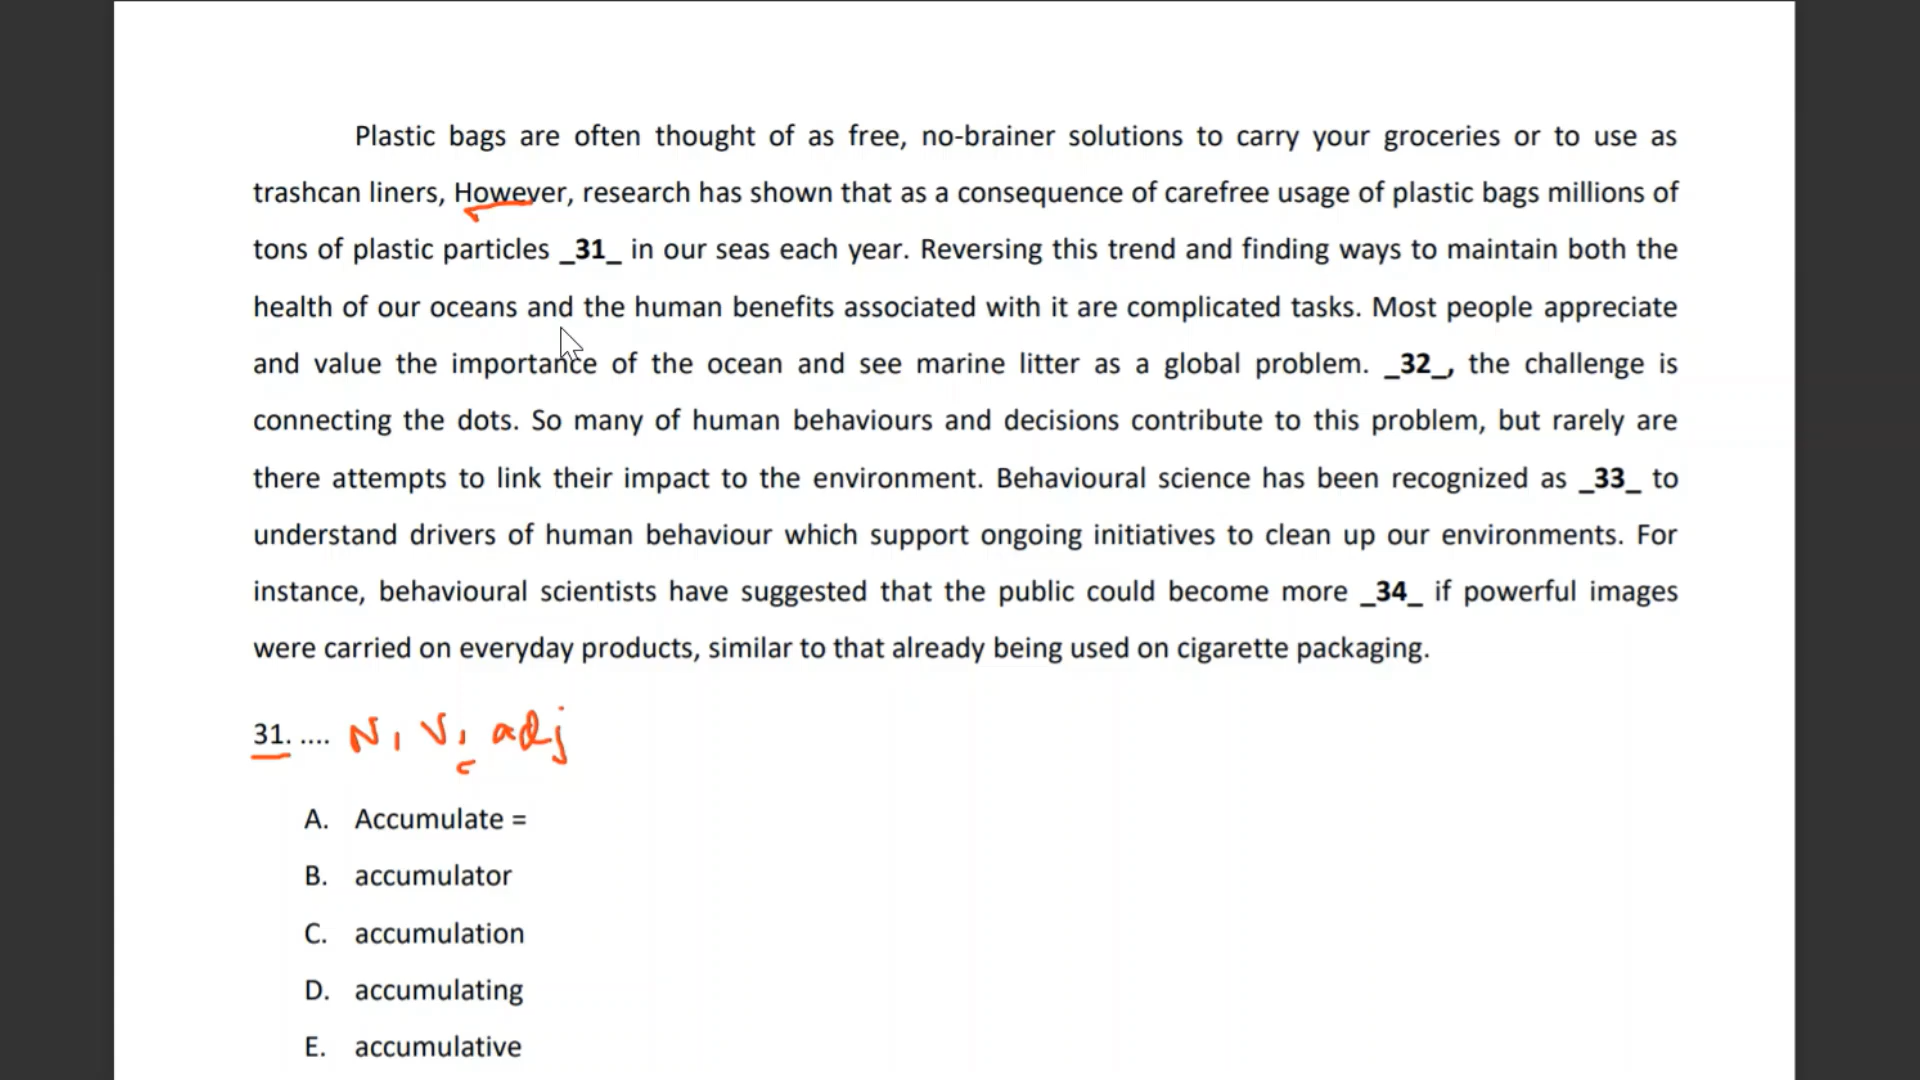 Plastic bags are often thought of as free, no-brainer solutions to carry your groceries or to use as
trashcan liners, However, research has shown that as a consequence of carefree usage of plastic bags millions of
tons of plastic particles _31_ in our seas each year. Reversing this trend and finding ways to maintain both the
health of our oceans and the human benefits associated with it are complicated tasks. Most people appreciate
and value the importance of the ocean and see marine litter as a global problem. _32_, the challenge is
connecting the dots. So many of human behaviours and decisions contribute to this problem, but rarely are
there attempts to link their impact to the environment. Behavioural science has been recognized as _33_ to
understand drivers of human behaviour which support ongoing initiatives to clean up our environments. For
instance, behavioural scientists have suggested that the public could become more _34_ if powerful images
were carried on everyday products, similar to that already being used on cigarette packaging.
31. .... N, V, adj
A. Accumulate =
B. accumulator
C. accumulation
D. accumulating
E. accumulative